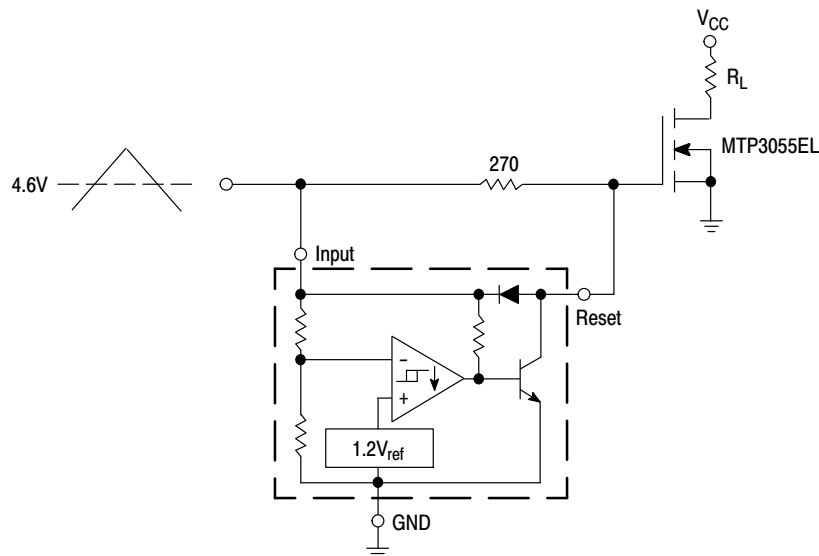 V_CC
R_L
MTP3055EL
270
4.6V
Input
Reset
−
+
1.2V_ref
GND